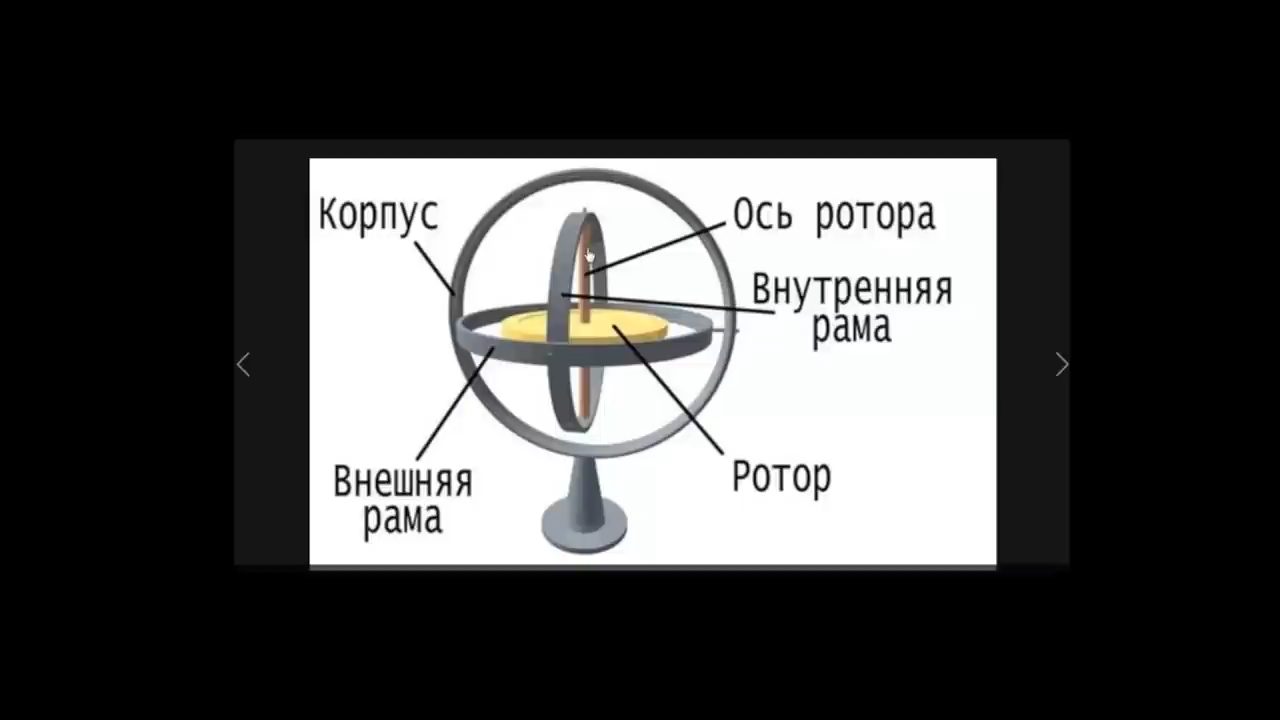 Корпус
Ось ротора
Внутренняя
рама
Внешняя
рама
Ротор